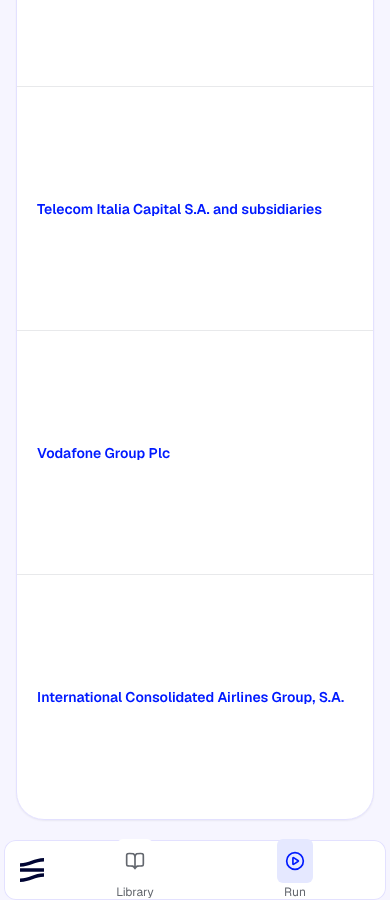 Telecom Italia Capital S.A. and subsidiaries
Vodafone Group Plc
International Consolidated Airlines Group, S.A.
Library
Run